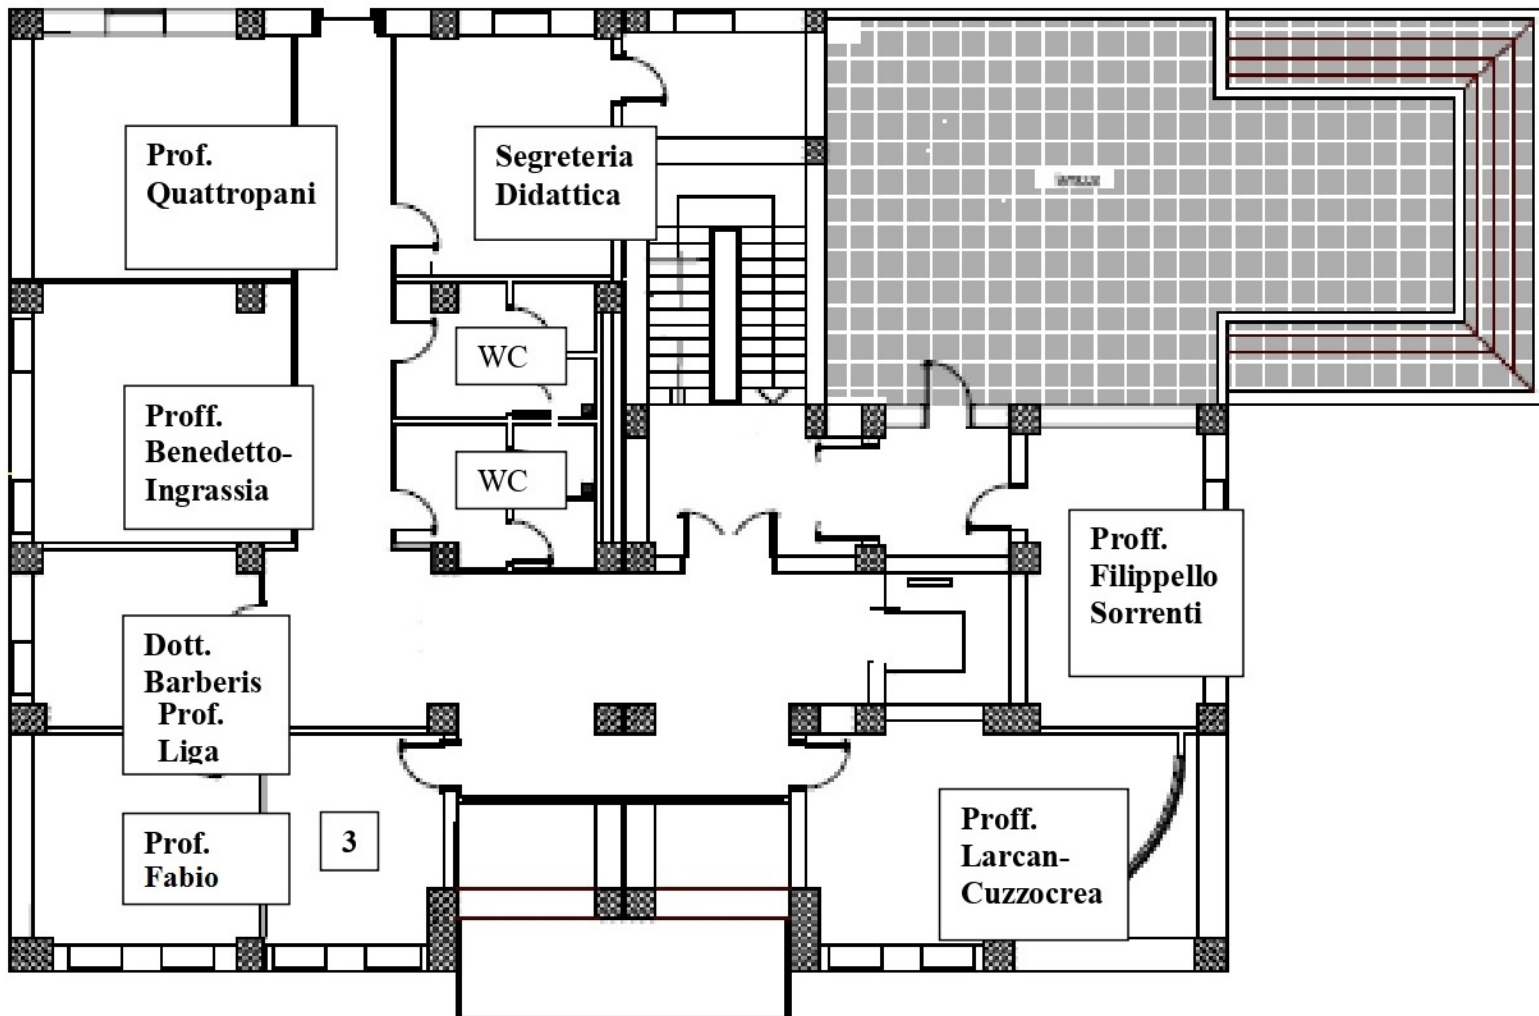 Prof.
Quattropani
Segreteria
Didattica
WC
Proff.
Benedetto-
Ingrassia
WC
Proff.
Filippello
Sorrenti
Dott.
Barberis
Prof.
Liga
Prof.
Fabio
3
Proff.
Larcan-
Cuzzocrea